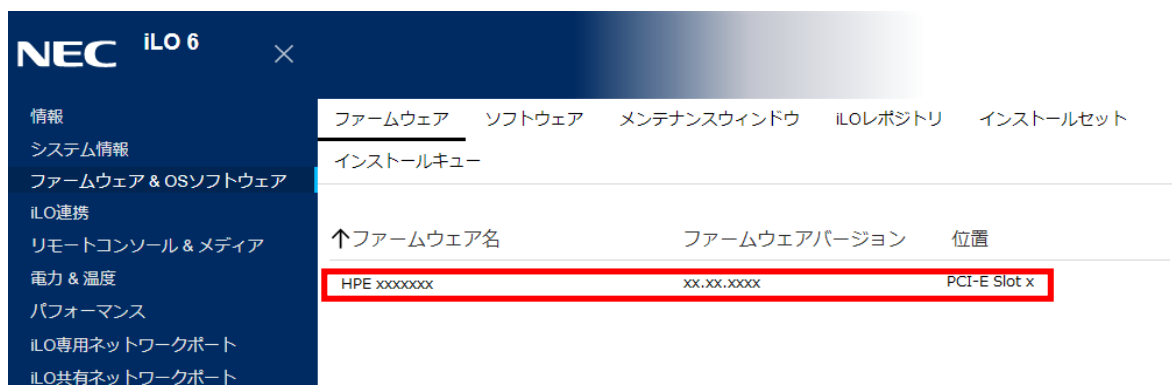 NEC iLO 6 ×
情報
システム情報
ファームウェア & OSソフトウェア
iLO連携
リモートコンソール & メディア
電力 & 温度
パフォーマンス
iLO専用ネットワークポート
iLO共有ネットワークポート
ファームウェア ソフトウェア メンテナンスウィンドウ iLOレポジトリ インストールセット
インストールキュー
↑ファームウェア名 ファームウェアバージョン 位置
HPE xxxxxxx xx.xx.xxxx PCI-E Slot x